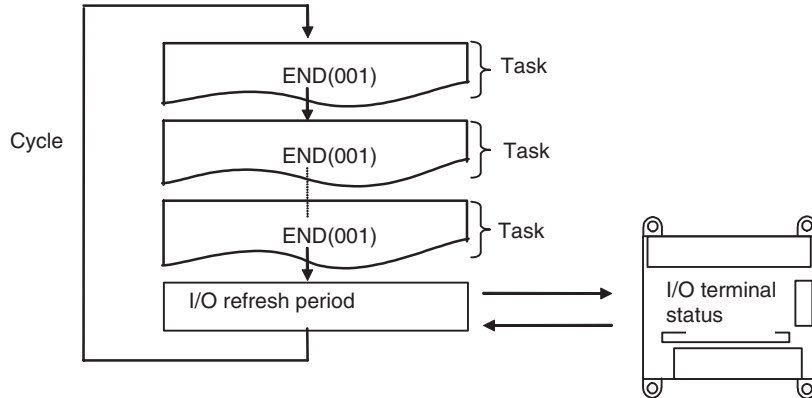 END(001)
Task
Cycle
END(001)
Task
END(001)
Task
I/O refresh period
I/O terminal
status